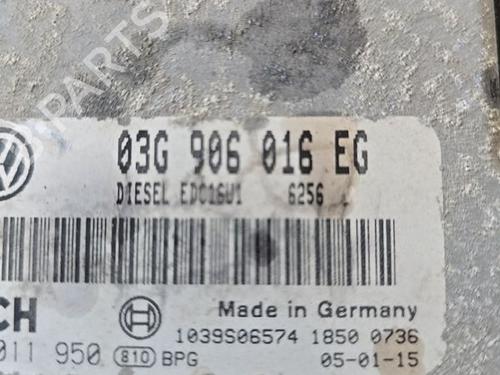 PARTS
03G 906 016 EG
DIESEL EDC16U1 6256
CH Made in Germany
1039S06574 1850 0736
011 950 810 BPG 05-01-15